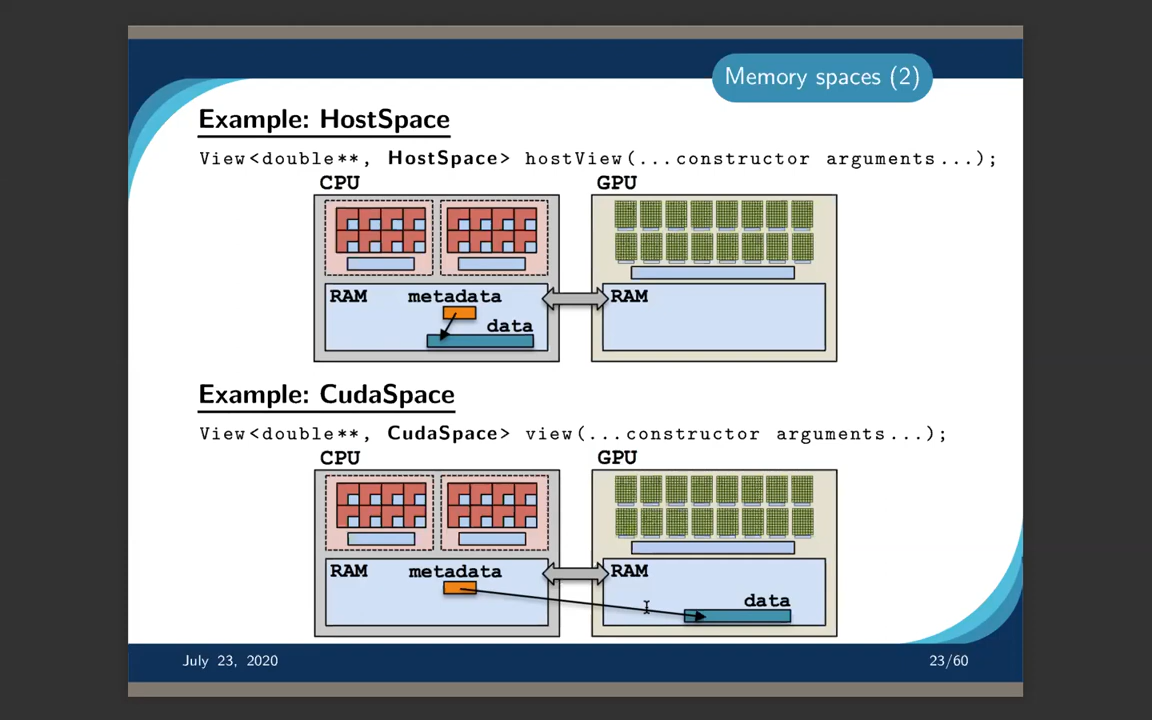 Memory spaces (2)
Example: HostSpace
View<double**, HostSpace> hostView(...constructor arguments...);
CPU GPU
RAM metadata RAM
data
Example: CudaSpace
View<double**, CudaSpace> view(...constructor arguments...);
CPU GPU
RAM metadata RAM
data
July 23, 2020 23/60